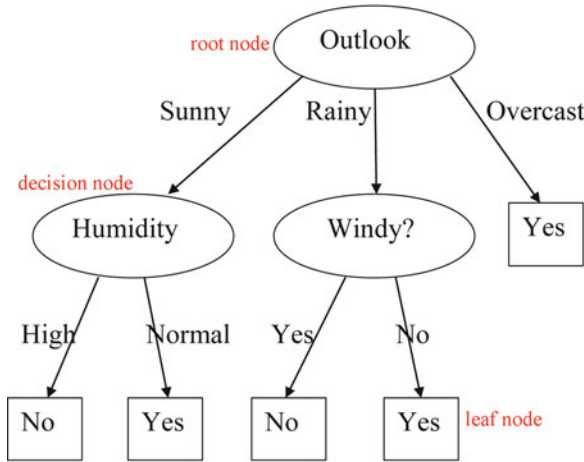 root node
Outlook
Sunny
Rainy
Overcast
decision node
Humidity
Windy?
Yes
High
Normal
Yes
No
No
Yes
No
Yes
leaf node